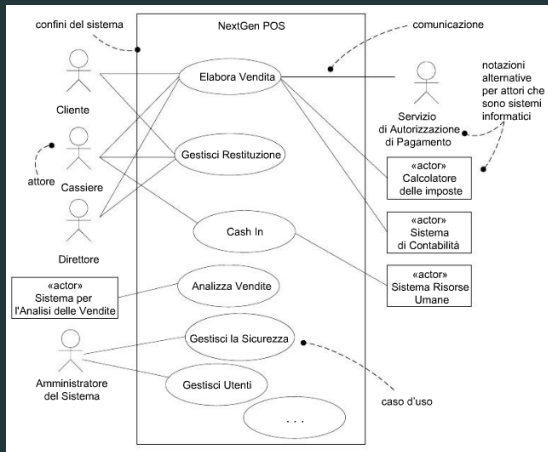 confini del sistema
NextGen POS
comunicazione
Elabora Vendita
notazioni
alternative
per attori che
sono sistemi
informatici
Cliente
Servizio
di Autorizzazione
di Pagamento
Gestisci Restituzione
attore
Cassiere
«actor»
Calcolatore
delle imposte
Direttore
Cash In
«actor»
Sistema
di Contabilità
«actor»
Sistema per
l'Analisi delle Vendite
Analizza Vendite
«actor»
Sistema Risorse
Umane
Gestisci la Sicurezza
Amministratore
del Sistema
Gestisci Utenti
caso d'uso
. . .